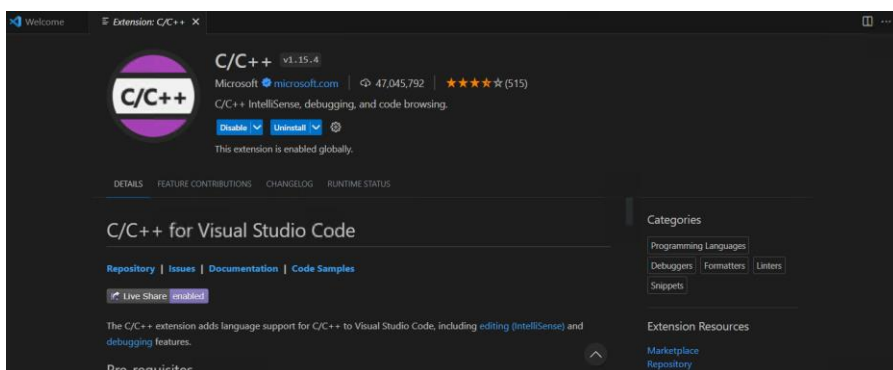 Welcome
Extension: C/C++
C/C++ v1.15.4
Microsoft microsoft.com 47,045,792 (515)
C/C++
C/C++ IntelliSense, debugging, and code browsing.
Disable Uninstall
This extension is enabled globally.
DETAILS FEATURE CONTRIBUTIONS CHANGELOG RUNTIME STATUS
C/C++ for Visual Studio Code
Repository | Issues | Documentation | Code Samples
Live Share enabled
The C/C++ extension adds language support for C/C++ to Visual Studio Code, including editing (IntelliSense) and
debugging features.
Pre-requisites
Categories
Programming Languages
Debuggers Formatters Linters
Snippets
Extension Resources
Marketplace
Repository